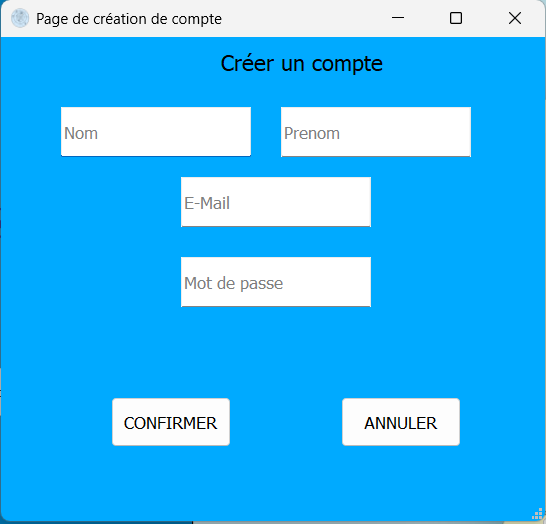 Page de création de compte
Créer un compte
Nom Prenom
E-Mail
Mot de passe
CONFIRMER ANNULER